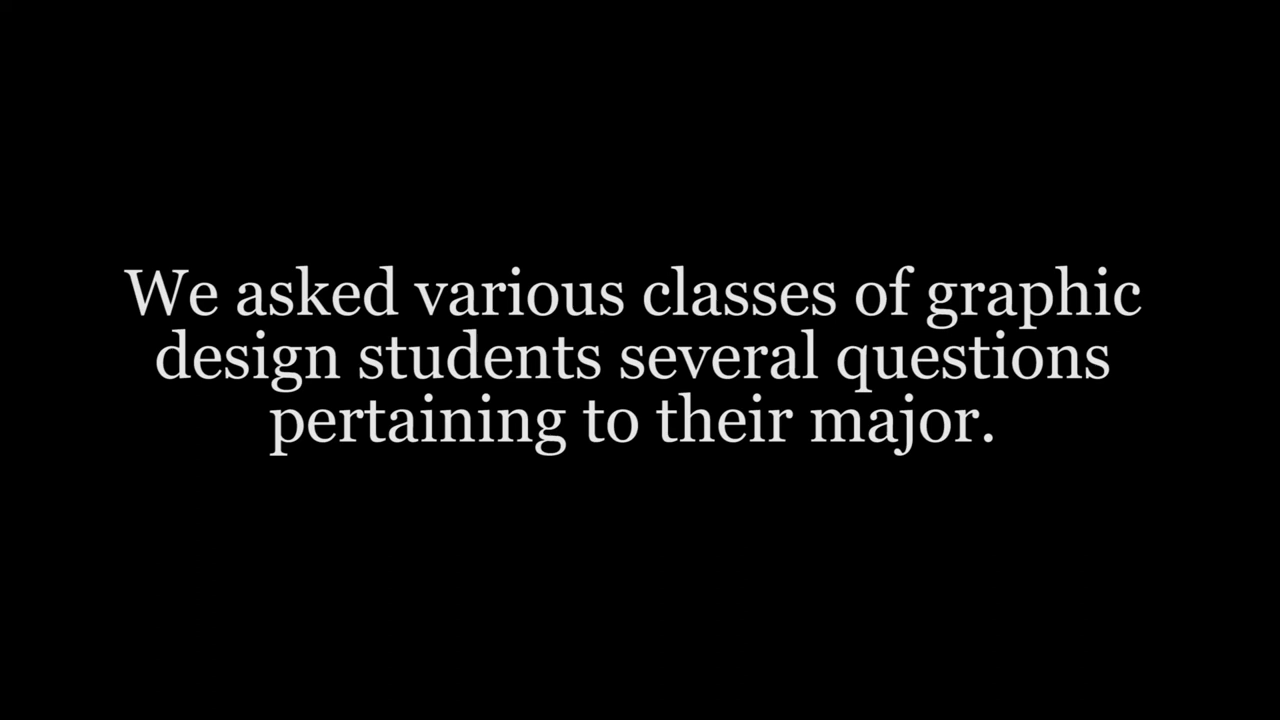 We asked various classes of graphic
design students several questions
pertaining to their major.